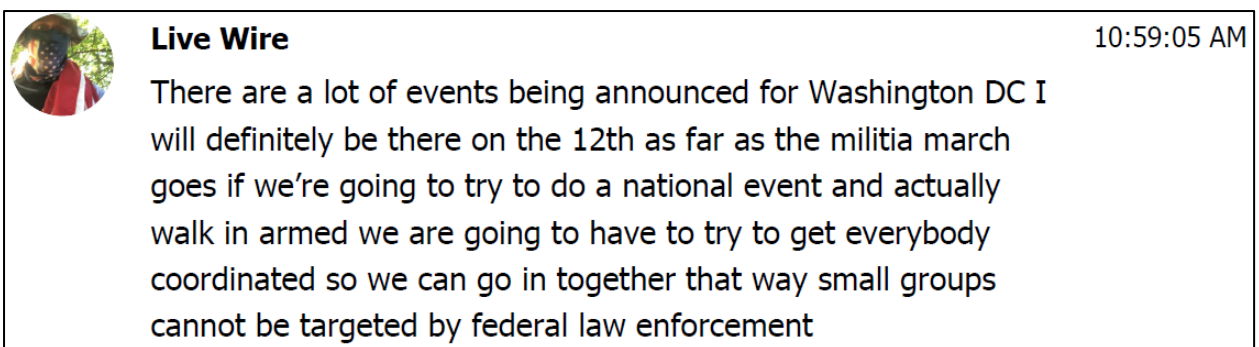 Live Wire 10:59:05 AM
There are a lot of events being announced for Washington DC I
will definitely be there on the 12th as far as the militia march
goes if we’re going to try to do a national event and actually
walk in armed we are going to have to try to get everybody
coordinated so we can go in together that way small groups
cannot be targeted by federal law enforcement